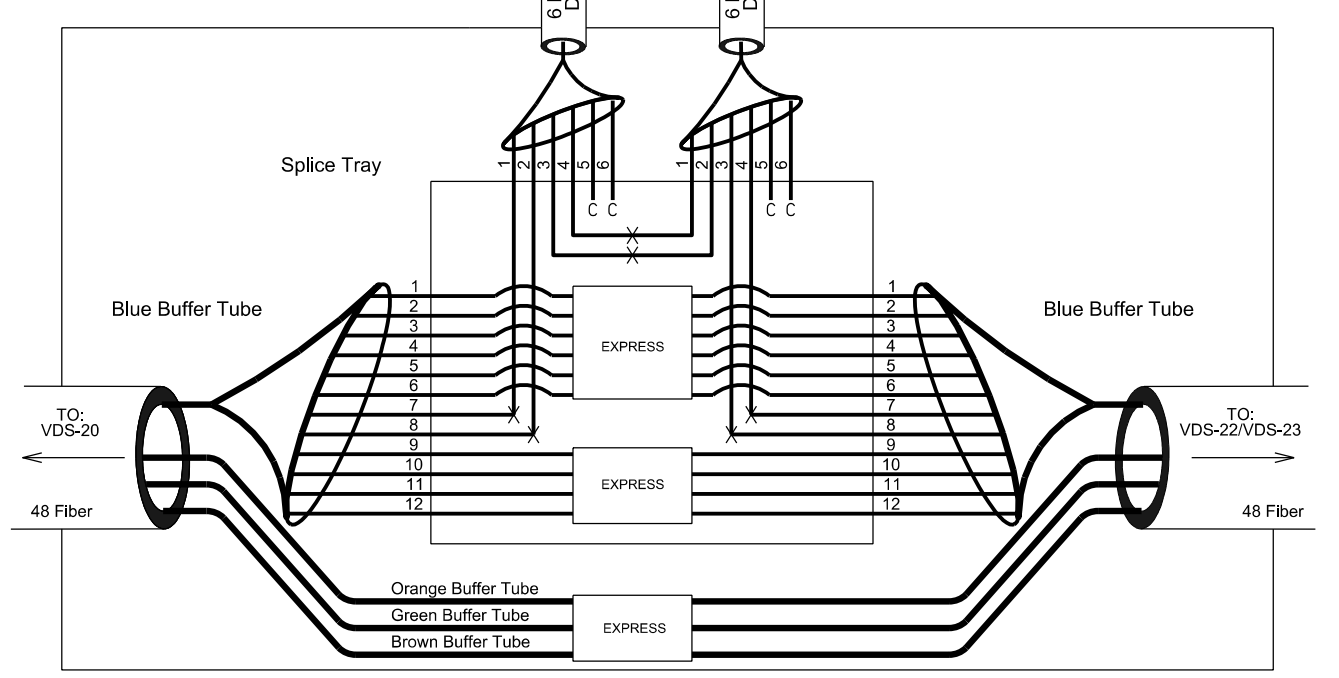 6
D
6
D
1 2 3 4 5 6
1 2 3 4 5 6
Splice Tray
C C
C C
Blue Buffer Tube
Blue Buffer Tube
1
1
2
2
3
3
4
EXPRESS
4
5
5
6
6
7
7
8
8
9
9
10
10
11
EXPRESS
11
12
12
TO:
VDS-20
TO:
VDS-22/VDS-23
48 Fiber
48 Fiber
Orange Buffer Tube
Green Buffer Tube
EXPRESS
Brown Buffer Tube